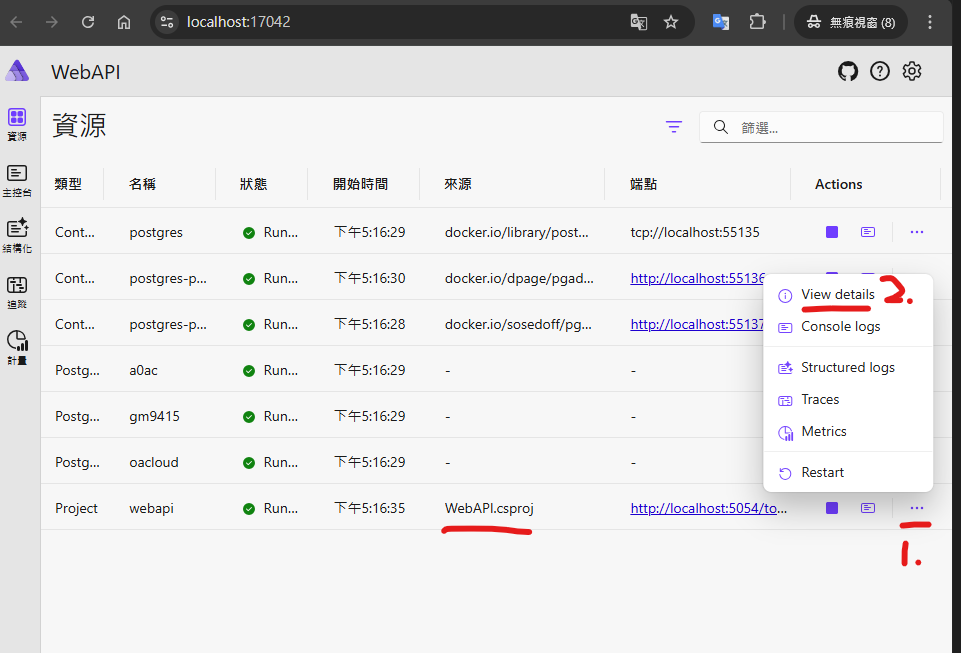 localhost:17042
無痕視窗 (8)
WebAPI
資源
篩選...
資源
主控台
結構化
追蹤
計量
類型 名稱 狀態 開始時間 來源 端點 Actions
Cont... postgres Run... 下午5:16:29 docker.io/library/post... tcp://localhost:55135
Cont... postgres-p... Run... 下午5:16:30 docker.io/dpage/pgad... http://localhost:55136
Cont... postgres-p... Run... 下午5:16:28 docker.io/sosedoff/pg... http://localhost:55137
Postg... a0ac Run... 下午5:16:29 - -
Postg... gm9415 Run... 下午5:16:29 - -
Postg... oacloud Run... 下午5:16:29 - -
Project webapi Run... 下午5:16:35 WebAPI.csproj http://localhost:5054/to...
View details 2.
Console logs
Structured logs
Traces
Metrics
Restart
1.